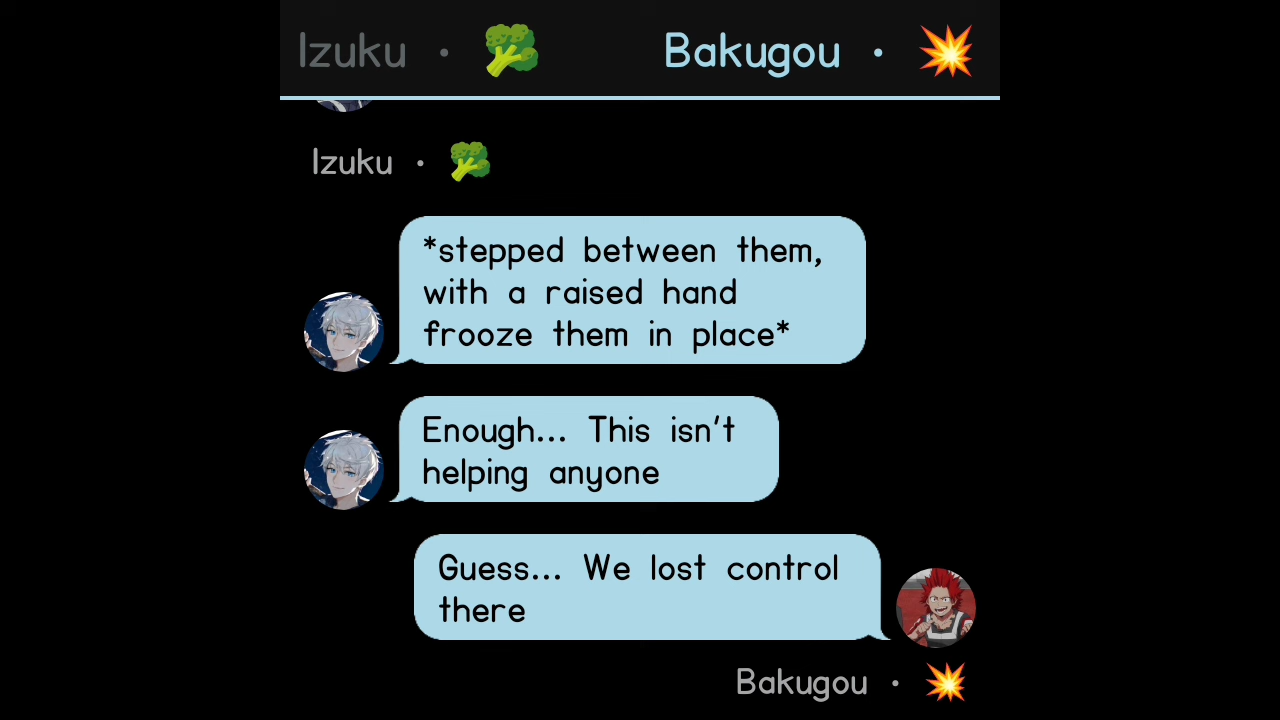 Izuku · 🥦 Bakugou · 💥
Izuku · 🥦
*stepped between them,
with a raised hand
frooze them in place*
Enough... This isn't
helping anyone
Guess... We lost control
there
Bakugou · 💥